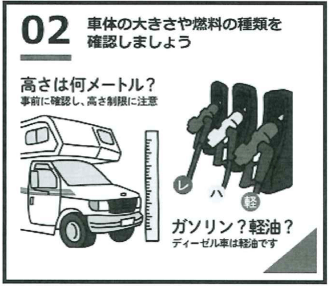 02
車体の大きさや燃料の種類を
確認しましょう
高さは何メートル？
事前に確認し、高さ制限に注意
レ
ハ
軽
ガソリン？軽油？
ディーゼル車は軽油です